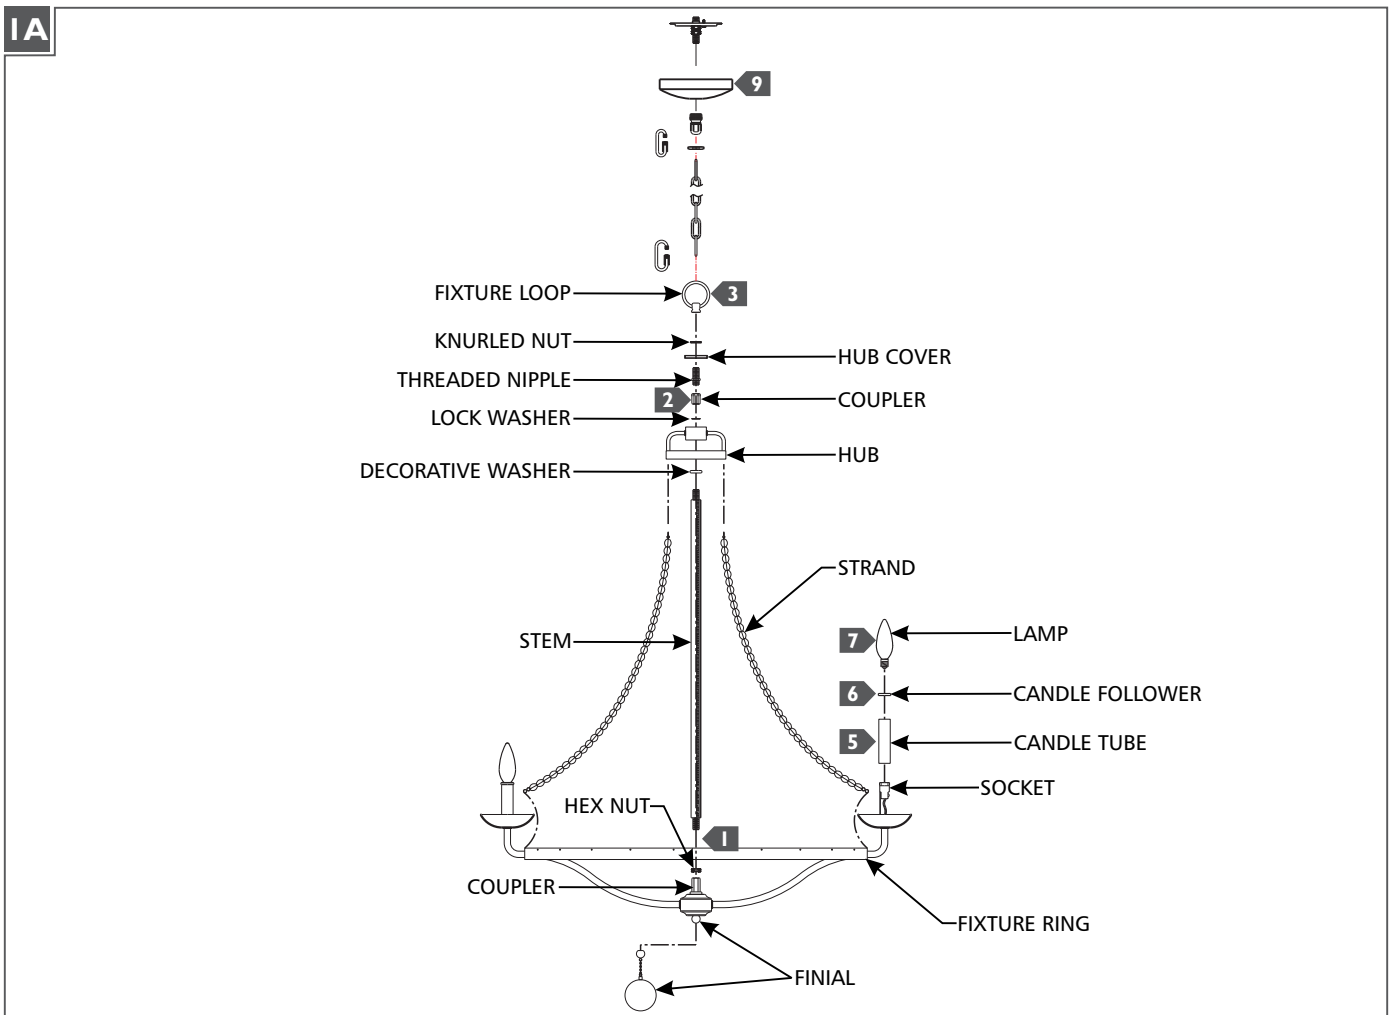 1A
9
FIXTURE LOOP
3
KNURLED NUT
HUB COVER
THREADED NIPPLE
2
COUPLER
LOCK WASHER
HUB
DECORATIVE WASHER
STRAND
STEM
7
LAMP
6
CANDLE FOLLOWER
5
CANDLE TUBE
SOCKET
HEX NUT
1
COUPLER
FIXTURE RING
FINIAL